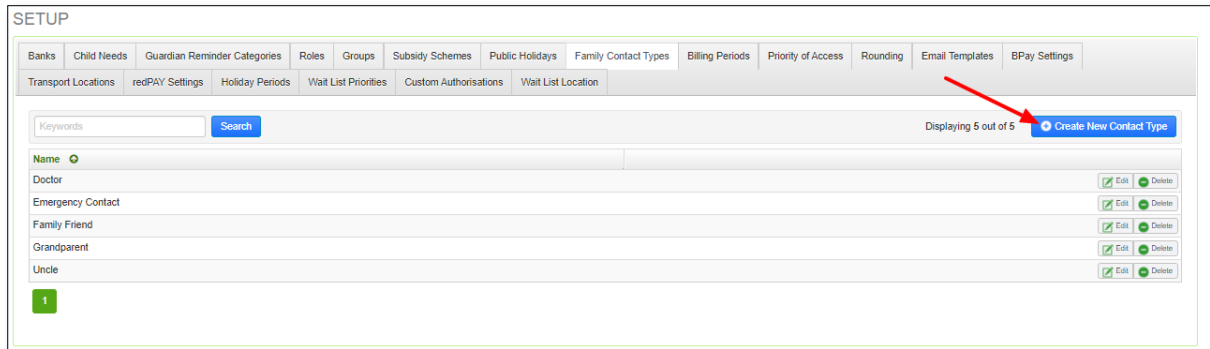 SETUP
Banks Child Needs Guardian Reminder Categories Roles Groups Subsidy Schemes Public Holidays Family Contact Types Billing Periods Priority of Access Rounding Email Templates BPay Settings
Transport Locations redPAY Settings Holiday Periods Wait List Priorities Custom Authorisations Wait List Location
Keywords Search Displaying 5 out of 5 Create New Contact Type
Name
Doctor Edit Delete
Emergency Contact Edit Delete
Family Friend Edit Delete
Grandparent Edit Delete
Uncle Edit Delete
1